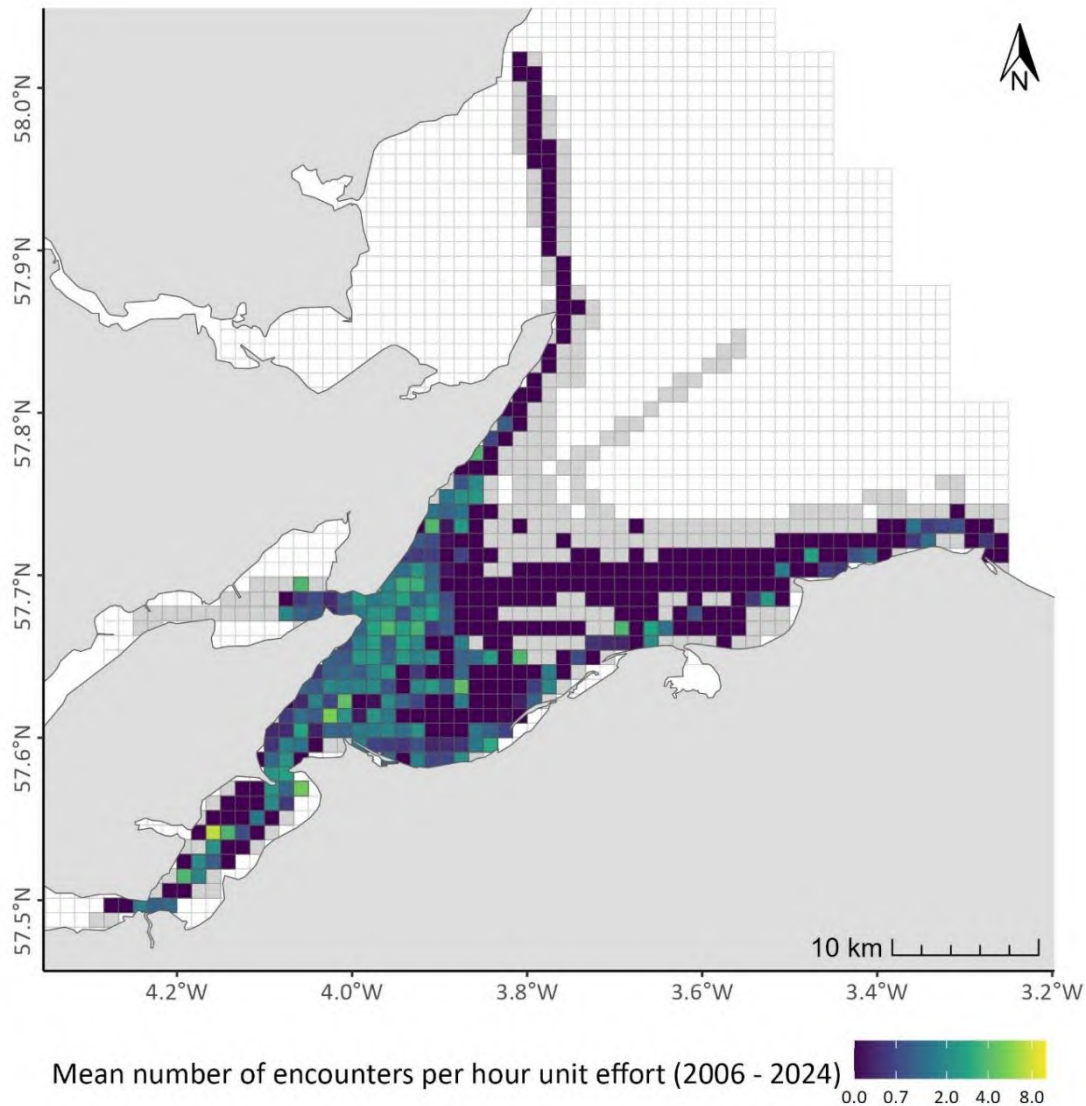 N
58.0°N
57.9°N
57.8°N
57.7°N
57.6°N
57.5°N
10 km
4.2°W 4.0°W 3.8°W 3.6°W 3.4°W 3.2°W
Mean number of encounters per hour unit effort (2006 - 2024)
0.0 0.7 2.0 4.0 8.0